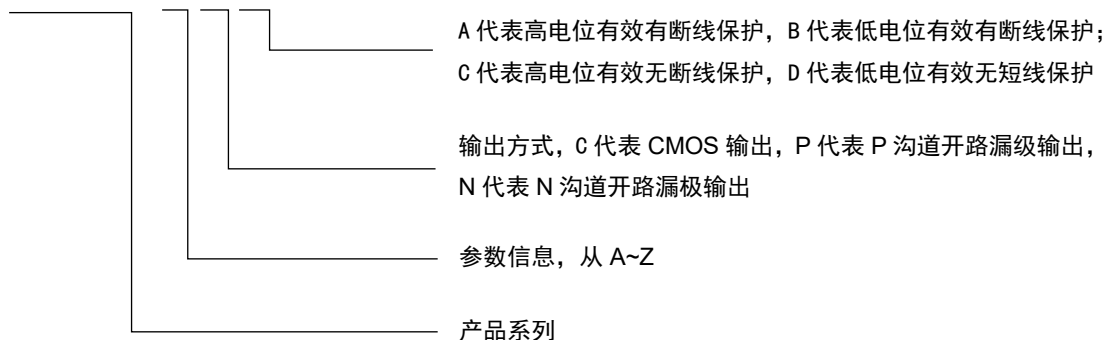 A 代表高电位有效有断线保护，B 代表低电位有效有断线保护；
C 代表高电位有效无断线保护，D 代表低电位有效无短线保护
输出方式，C 代表 CMOS 输出，P 代表 P 沟道开路漏级输出，
N 代表 N 沟道开路漏极输出
参数信息，从 A~Z
产品系列